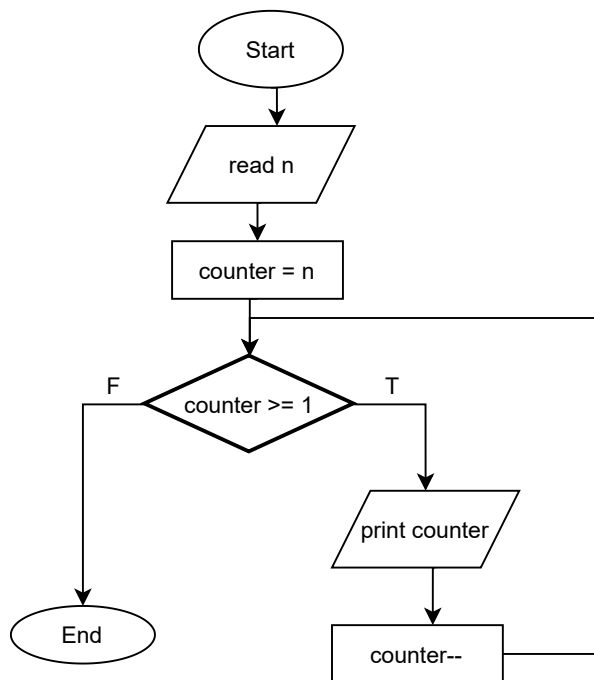 Start
read n
counter = n
counter >= 1
F
T
print counter
counter--
End